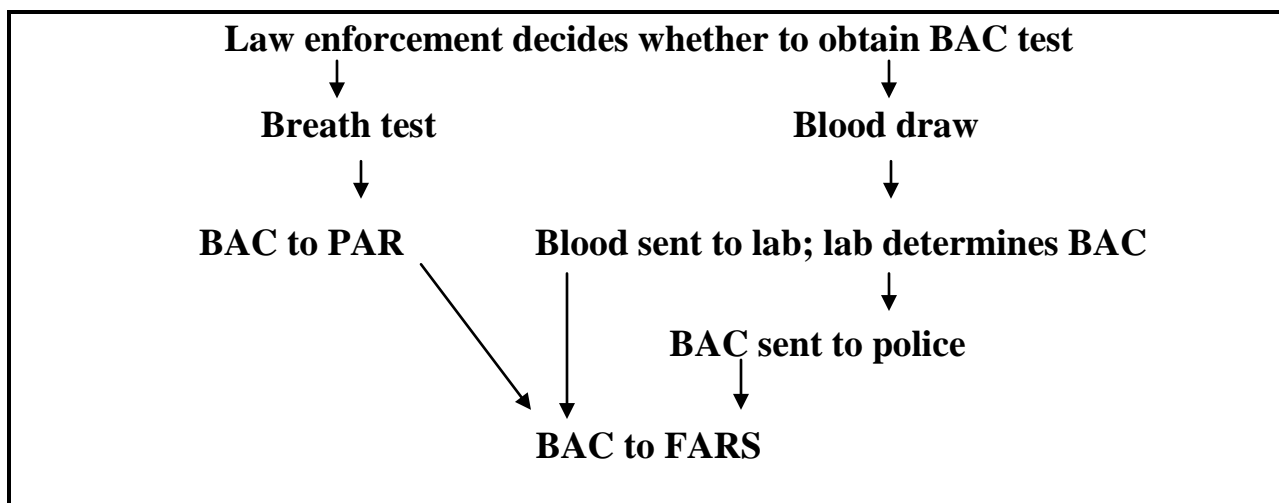 Law enforcement decides whether to obtain BAC test
Breath test
Blood draw
BAC to PAR
Blood sent to lab; lab determines BAC
BAC sent to police
BAC to FARS